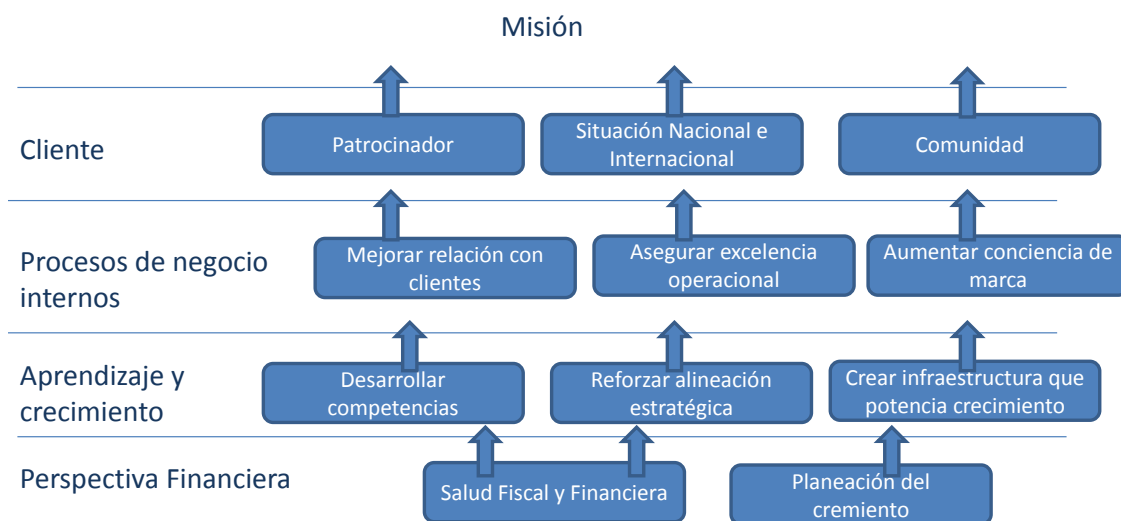 Misión
Cliente
Patrocinador
Situación Nacional e
Internacional
Comunidad
Procesos de negocio
internos
Mejorar relación con
clientes
Asegurar excelencia
operacional
Aumentar conciencia de
marca
Aprendizaje y
crecimiento
Desarrollar
competencias
Reforzar alineación
estratégica
Crear infraestructura que
potencia crecimiento
Perspectiva Financiera
Salud Fiscal y Financiera
Planeación del
cremiento